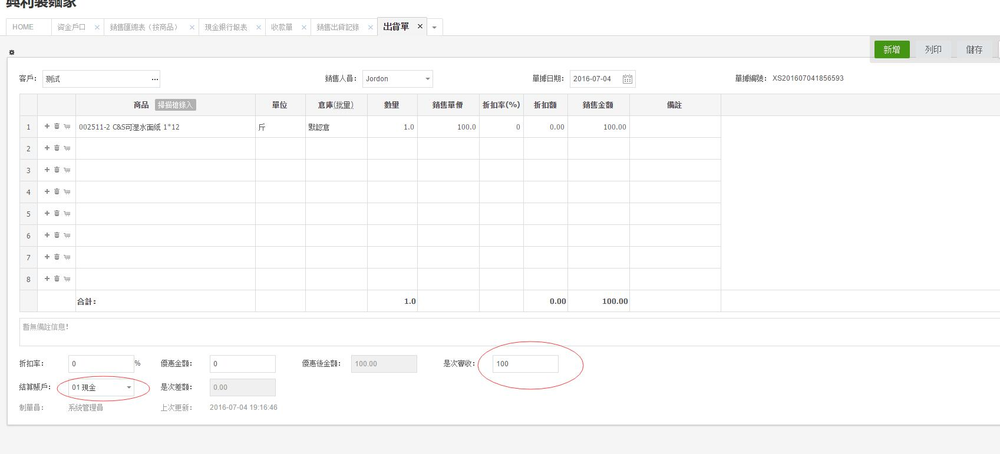 興利製麵家
HOME 資金戶口 × 銷售匯總表（按商品） × 現金銀行報表 × 收款單 × 銷售出貨記錄 × 出貨單 ×
新增 列印 儲存
客戶： 测试 ... 銷售人員： Jordon 單據日期： 2016-07-04 單據編號： XS201607041856593
商品 掃描槍錄入 單位 倉庫(批量) 數量 銷售單價 折扣率(%) 折扣額 銷售金額 備註
1 002511-2 C&S可湿水面纸 1*12 斤 默認倉 1.0 100.0 0 0.00 100.00
2
3
4
5
6
7
8
合計： 1.0 0.00 100.00
暫無備註信息!
折扣率： 0 % 優惠金額： 0 優惠後金額： 100.00 是次實收： 100
結算賬戶： 01 現金 是次差額： 0.00
制單員： 系統管理員 上次更新： 2016-07-04 19:16:46